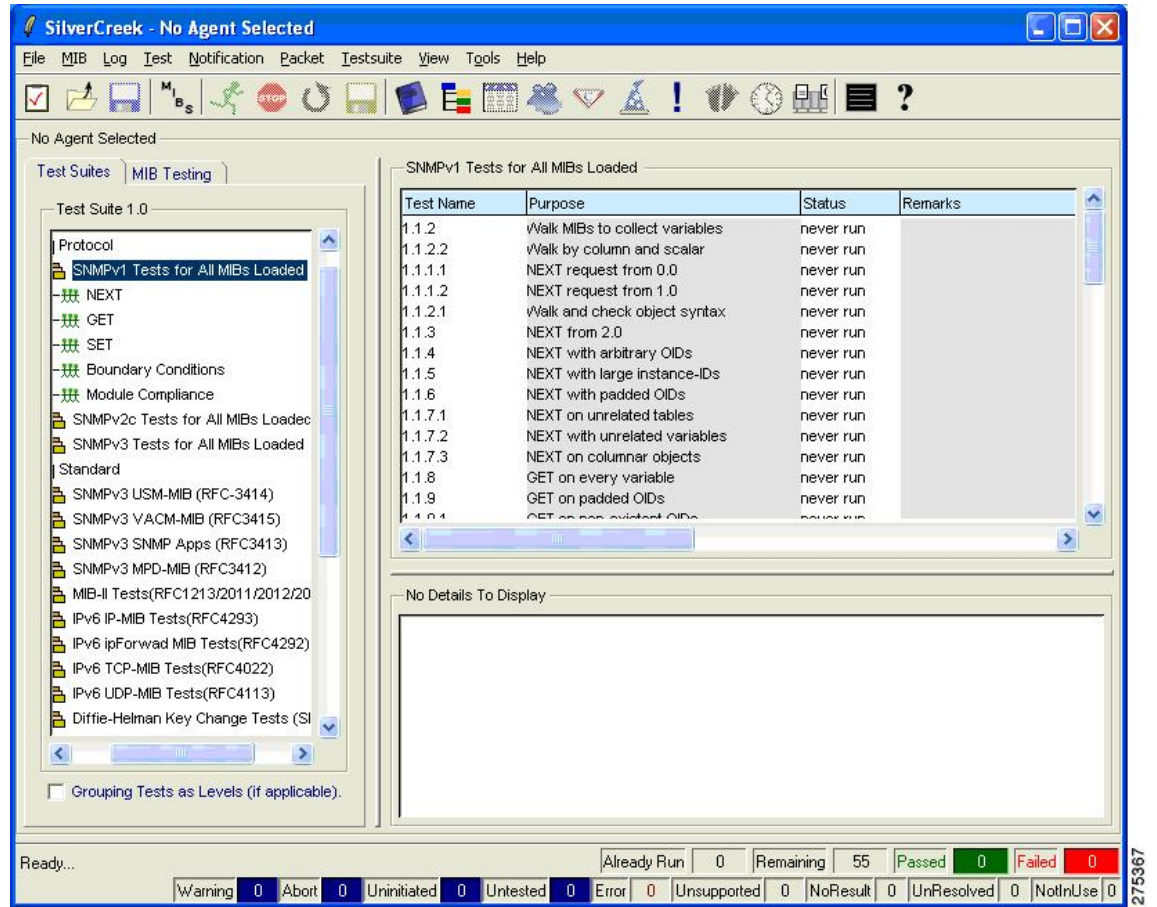 SilverCreek - No Agent Selected
File MIB Log Test Notification Packet Testsuite View Tools Help
MIBs STOP ! ?
No Agent Selected
Test Suites MIB Testing
Test Suite 1.0
Protocol
SNMPv1 Tests for All MIBs Loaded
NEXT
GET
SET
Boundary Conditions
Module Compliance
SNMPv2c Tests for All MIBs Loadec
SNMPv3 Tests for All MIBs Loaded
Standard
SNMPv3 USM-MIB (RFC-3414)
SNMPv3 VACM-MIB (RFC3415)
SNMPv3 SNMP Apps (RFC3413)
SNMPv3 MPD-MIB (RFC3412)
MIB-II Tests(RFC1213/2011/2012/20
IPv6 IP-MIB Tests(RFC4293)
IPv6 ipForwad MIB Tests(RFC4292)
IPv6 TCP-MIB Tests(RFC4022)
IPv6 UDP-MIB Tests(RFC4113)
Diffie-Helman Key Change Tests (SI
Grouping Tests as Levels (if applicable).
SNMPv1 Tests for All MIBs Loaded
Test Name Purpose Status Remarks
1.1.2 Walk MIBs to collect variables never run
1.1.2.2 Walk by column and scalar never run
1.1.1.1 NEXT request from 0.0 never run
1.1.1.2 NEXT request from 1.0 never run
1.1.2.1 Walk and check object syntax never run
1.1.3 NEXT from 2.0 never run
1.1.4 NEXT with arbitrary OIDs never run
1.1.5 NEXT with large instance-IDs never run
1.1.6 NEXT with padded OIDs never run
1.1.7.1 NEXT on unrelated tables never run
1.1.7.2 NEXT with unrelated variables never run
1.1.7.3 NEXT on columnar objects never run
1.1.8 GET on every variable never run
1.1.9 GET on padded OIDs never run
1.1.9.1 GET on non-existent OIDs never run
No Details To Display
Ready...
Already Run 0 Remaining 55 Passed 0 Failed 0
Warning 0 Abort 0 Uninitiated 0 Untested 0 Error 0 Unsupported 0 NoResult 0 UnResolved 0 NotInUse 0
275367